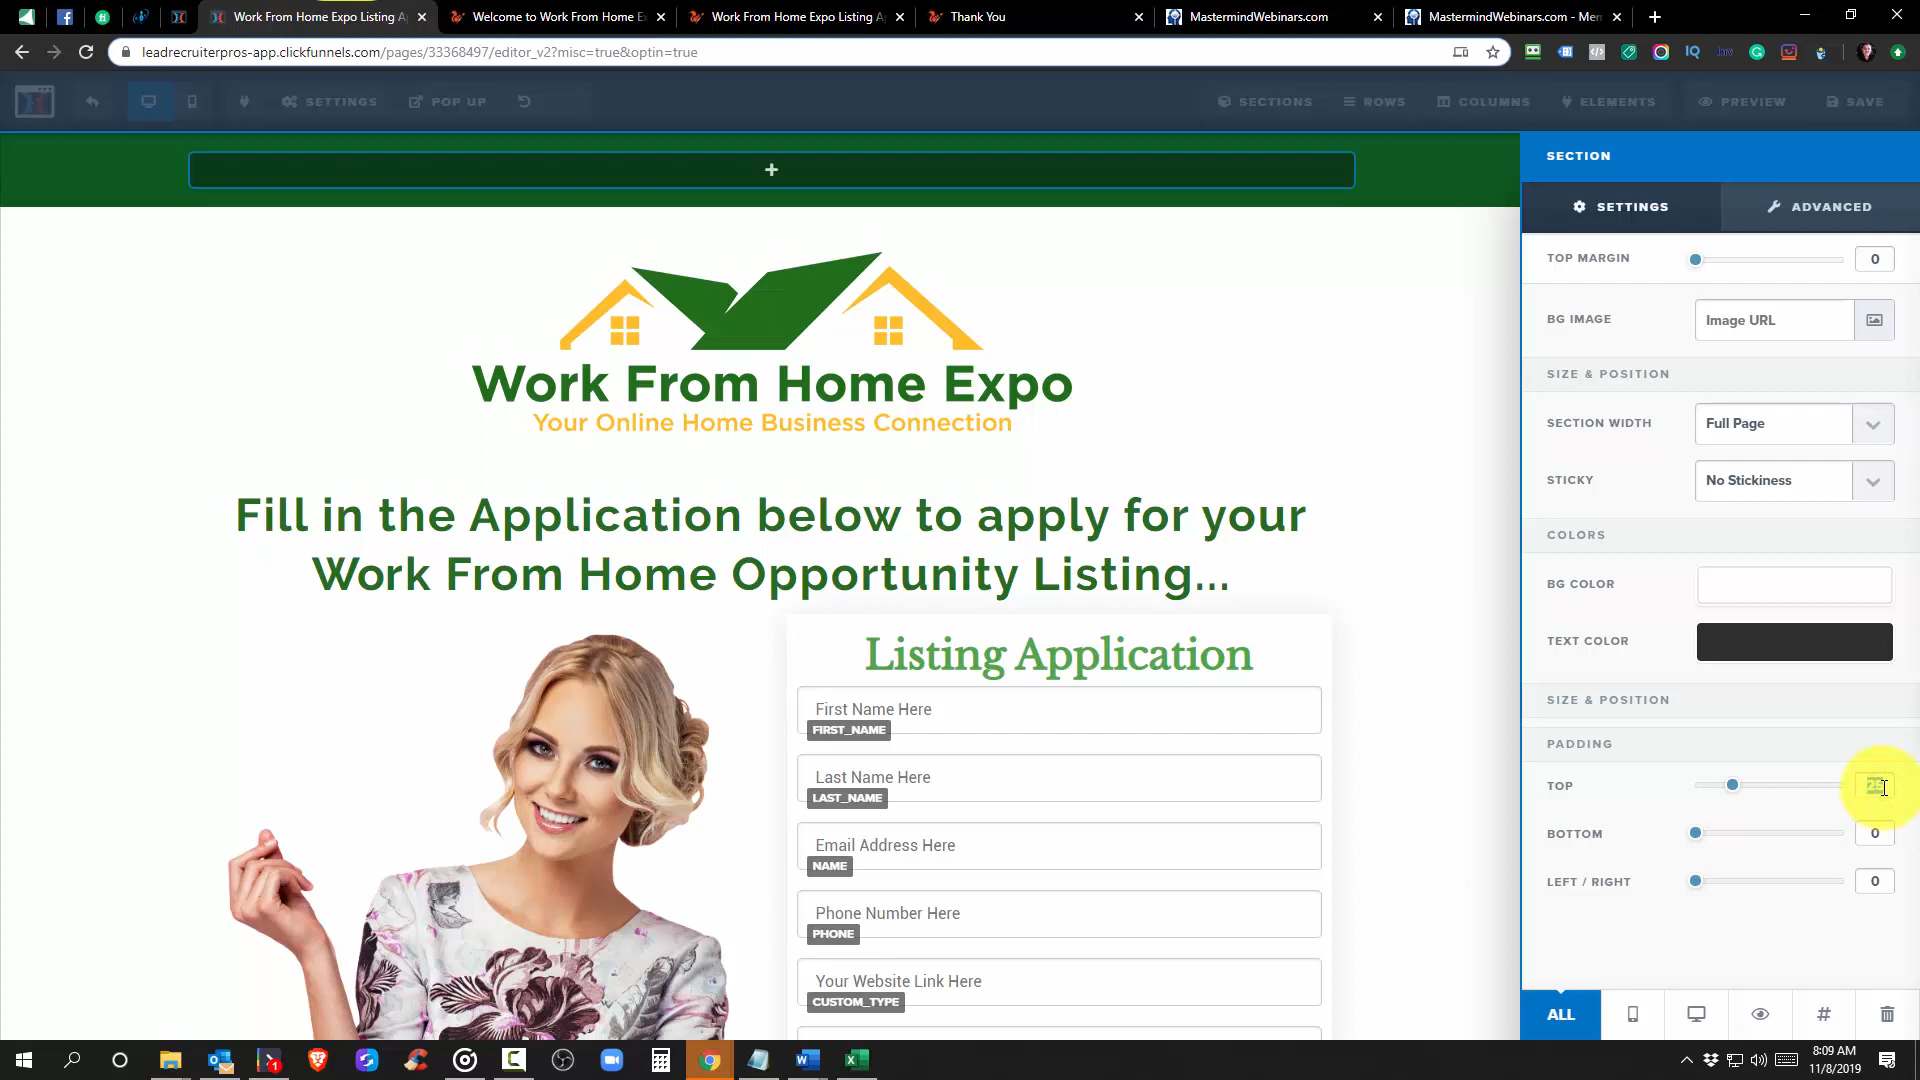 Work From Home Expo Listing A
Welcome to Work From Home E
Work From Home Expo Listing A
Thank You
MastermindWebinars.com
MastermindWebinars.com - Mem
leadrecruiterpros-app.clickfunnels.com/pages/33368497/editor_v2?misc=true&optin=true
SETTINGS
POP UP
SECTIONS
ROWS
COLUMNS
ELEMENTS
PREVIEW
SAVE
SECTION
SETTINGS
ADVANCED
TOP MARGIN
0
BG IMAGE
Image URL
SIZE & POSITION
SECTION WIDTH
Full Page
STICKY
No Stickiness
COLORS
BG COLOR
TEXT COLOR
SIZE & POSITION
PADDING
TOP
25
BOTTOM
0
LEFT / RIGHT
0
ALL
Work From Home Expo
Your Online Home Business Connection
Fill in the Application below to apply for your
Work From Home Opportunity Listing...
Listing Application
First Name Here
FIRST_NAME
Last Name Here
LAST_NAME
Email Address Here
NAME
Phone Number Here
PHONE
Your Website Link Here
CUSTOM_TYPE
8:09 AM
11/8/2019